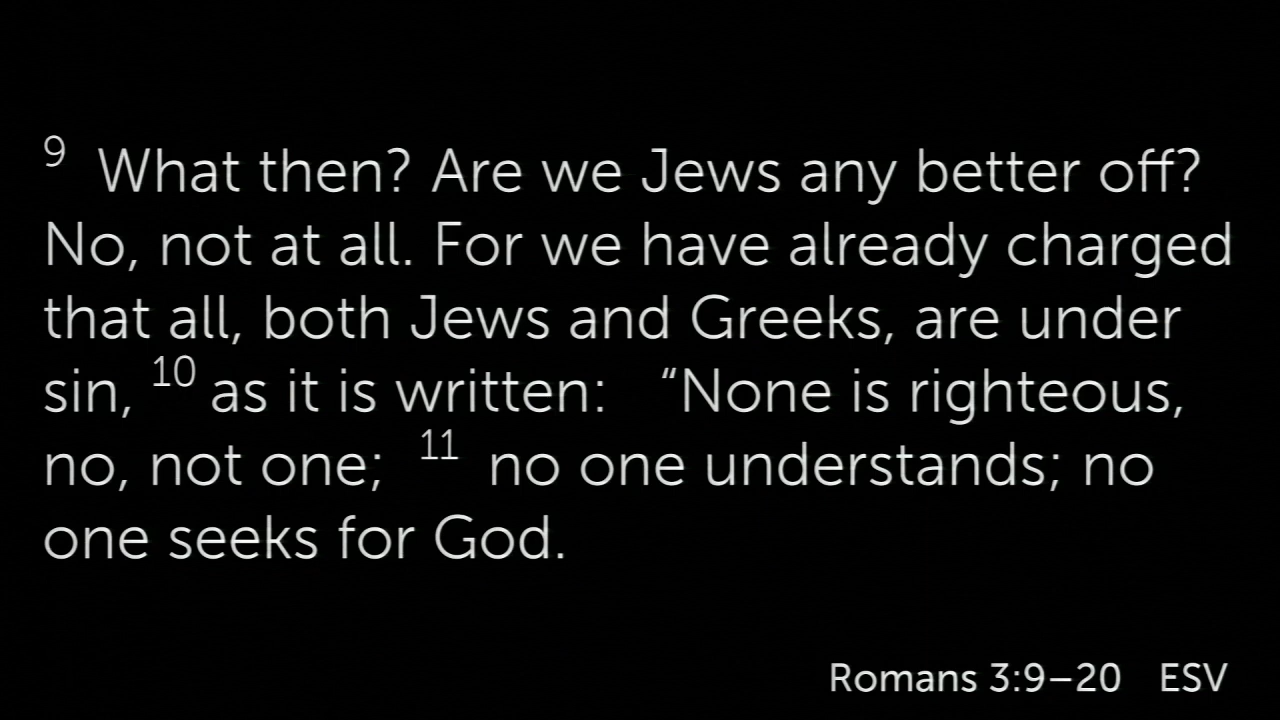 9 What then? Are we Jews any better off?
No, not at all. For we have already charged
that all, both Jews and Greeks, are under
sin, 10 as it is written: “None is righteous,
no, not one; 11 no one understands; no
one seeks for God.
Romans 3:9–20 ESV